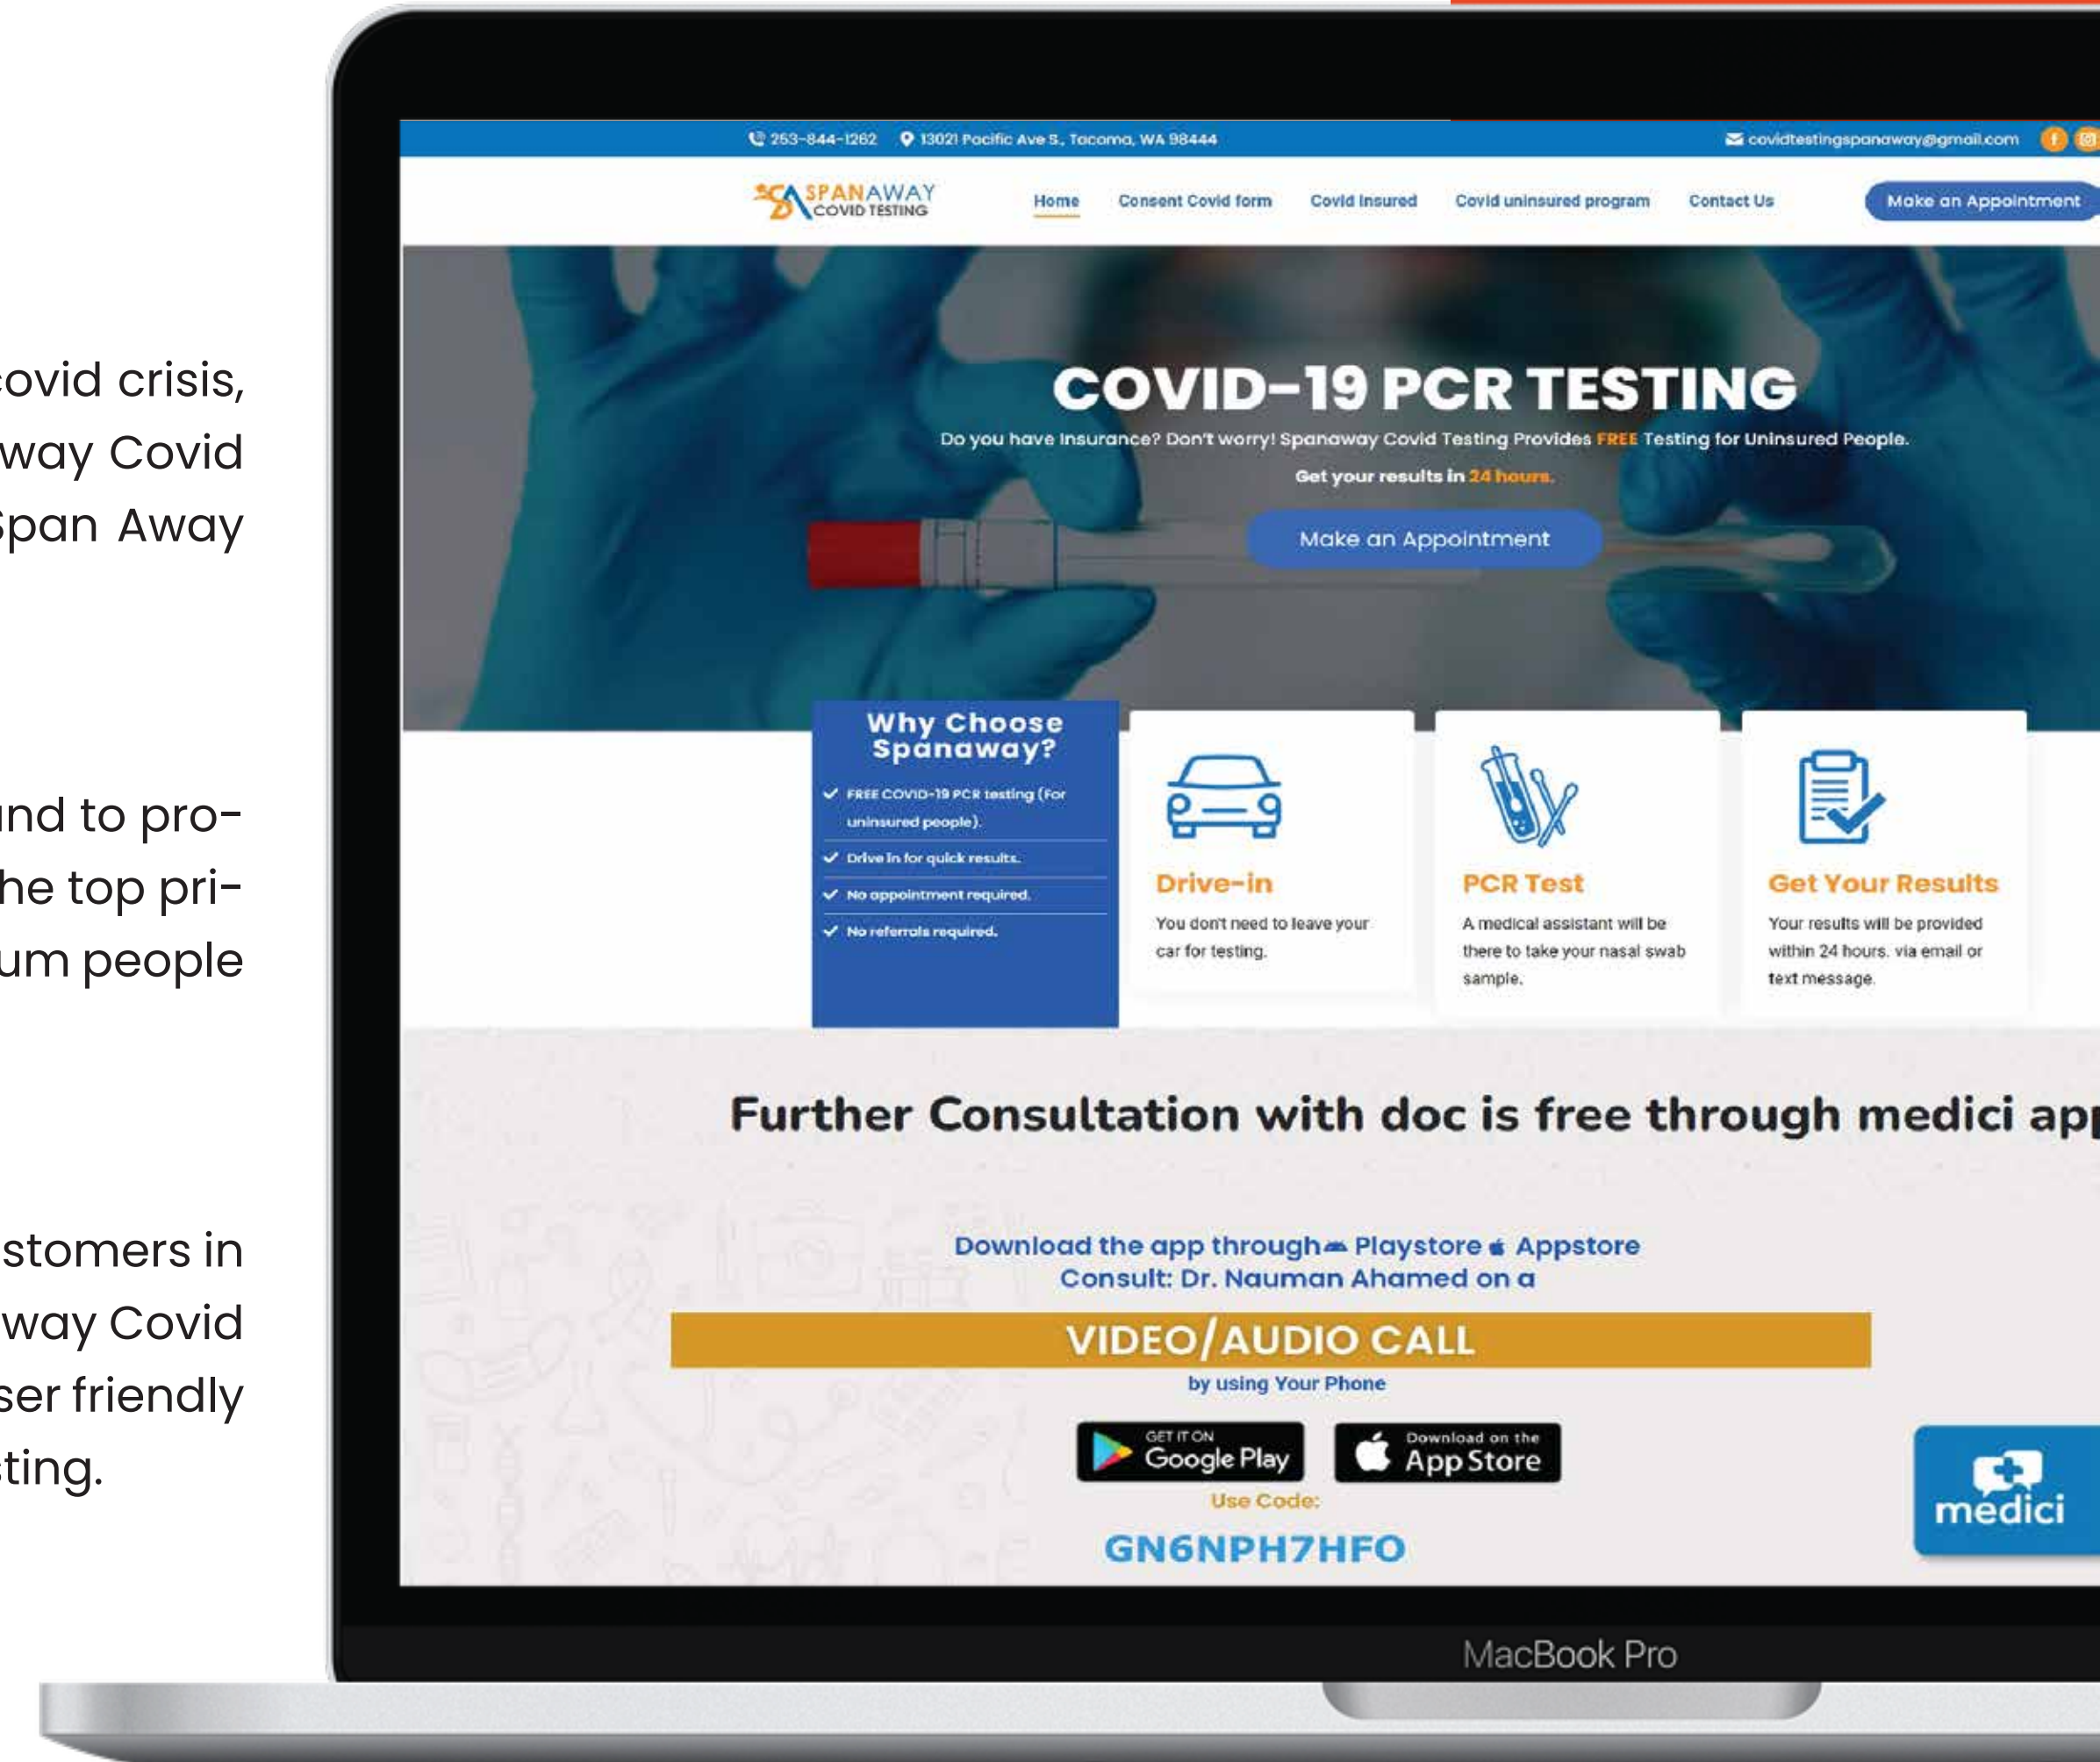 covid crisis,
way Covid
Span Away
and to pro-
he top pri-
um people
stomers in
way Covid
ser friendly
sting.
253-844-1262 13021 Pacific Ave S., Tacoma, WA 98444 covidtestingspanaway@gmail.com
SPANAWAY
COVID TESTING
Home Consent Covid form Covid Insured Covid uninsured program Contact Us Make an Appointment
COVID-19 PCR TESTING
Do you have Insurance? Don't worry! Spanaway Covid Testing Provides FREE Testing for Uninsured People.
Get your results in 24 hours.
Make an Appointment
Why Choose
Spanaway?
FREE COVID-19 PCR testing (For
uninsured people).
Drive in for quick results.
No appointment required.
No referrals required.
Drive-in
You don't need to leave your
car for testing.
PCR Test
A medical assistant will be
there to take your nasal swab
sample.
Get Your Results
Your results will be provided
within 24 hours. via email or
text message.
Further Consultation with doc is free through medici app
Download the app through Playstore Appstore
Consult: Dr. Nauman Ahamed on a
VIDEO/AUDIO CALL
by using Your Phone
GET IT ON
Google Play
Download on the
App Store
Use Code:
GN6NPH7HFO
medici
MacBook Pro